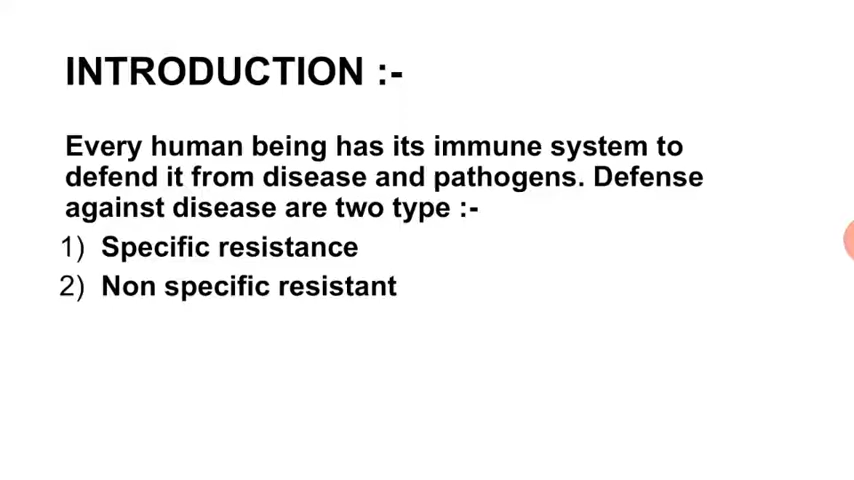 INTRODUCTION :-
Every human being has its immune system to
defend it from disease and pathogens. Defense
against disease are two type :-
1) Specific resistance
2) Non specific resistant